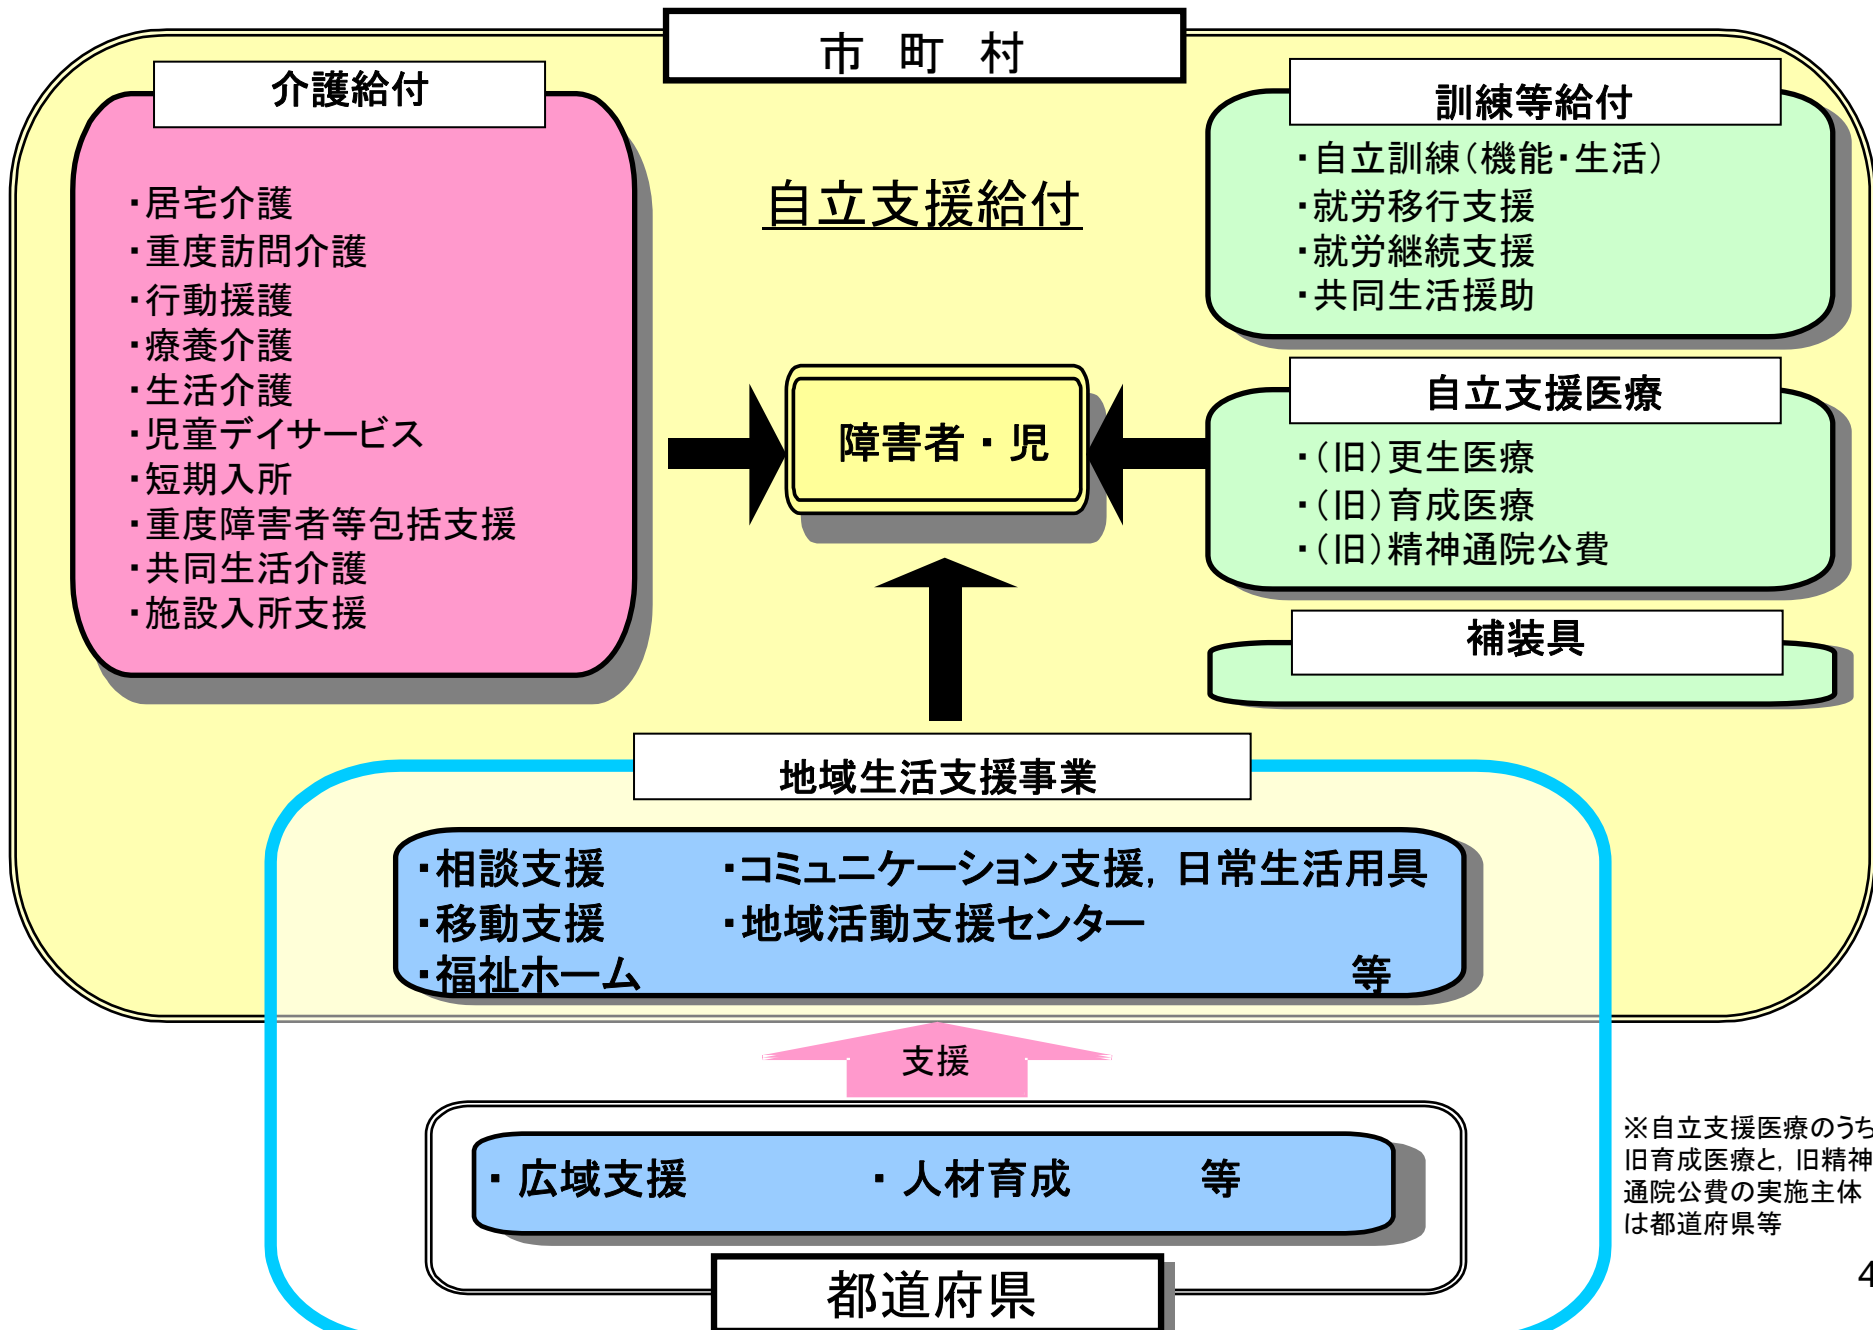 市 町 村
介護給付
・居宅介護
・重度訪問介護
・行動援護
・療養介護
・生活介護
・児童デイサービス
・短期入所
・重度障害者等包括支援
・共同生活介護
・施設入所支援
自立支援給付
訓練等給付
・自立訓練（機能・生活）
・就労移行支援
・就労継続支援
・共同生活援助
障害者・児
自立支援医療
・（旧）更生医療
・（旧）育成医療
・（旧）精神通院公費
補装具
地域生活支援事業
・相談支援 ・コミュニケーション支援，日常生活用具
・移動支援 ・地域活動支援センター
・福祉ホーム 等
支援
・広域支援 ・人材育成 等
都道府県
※自立支援医療のうち
旧育成医療と，旧精神
通院公費の実施主体
は都道府県等
4